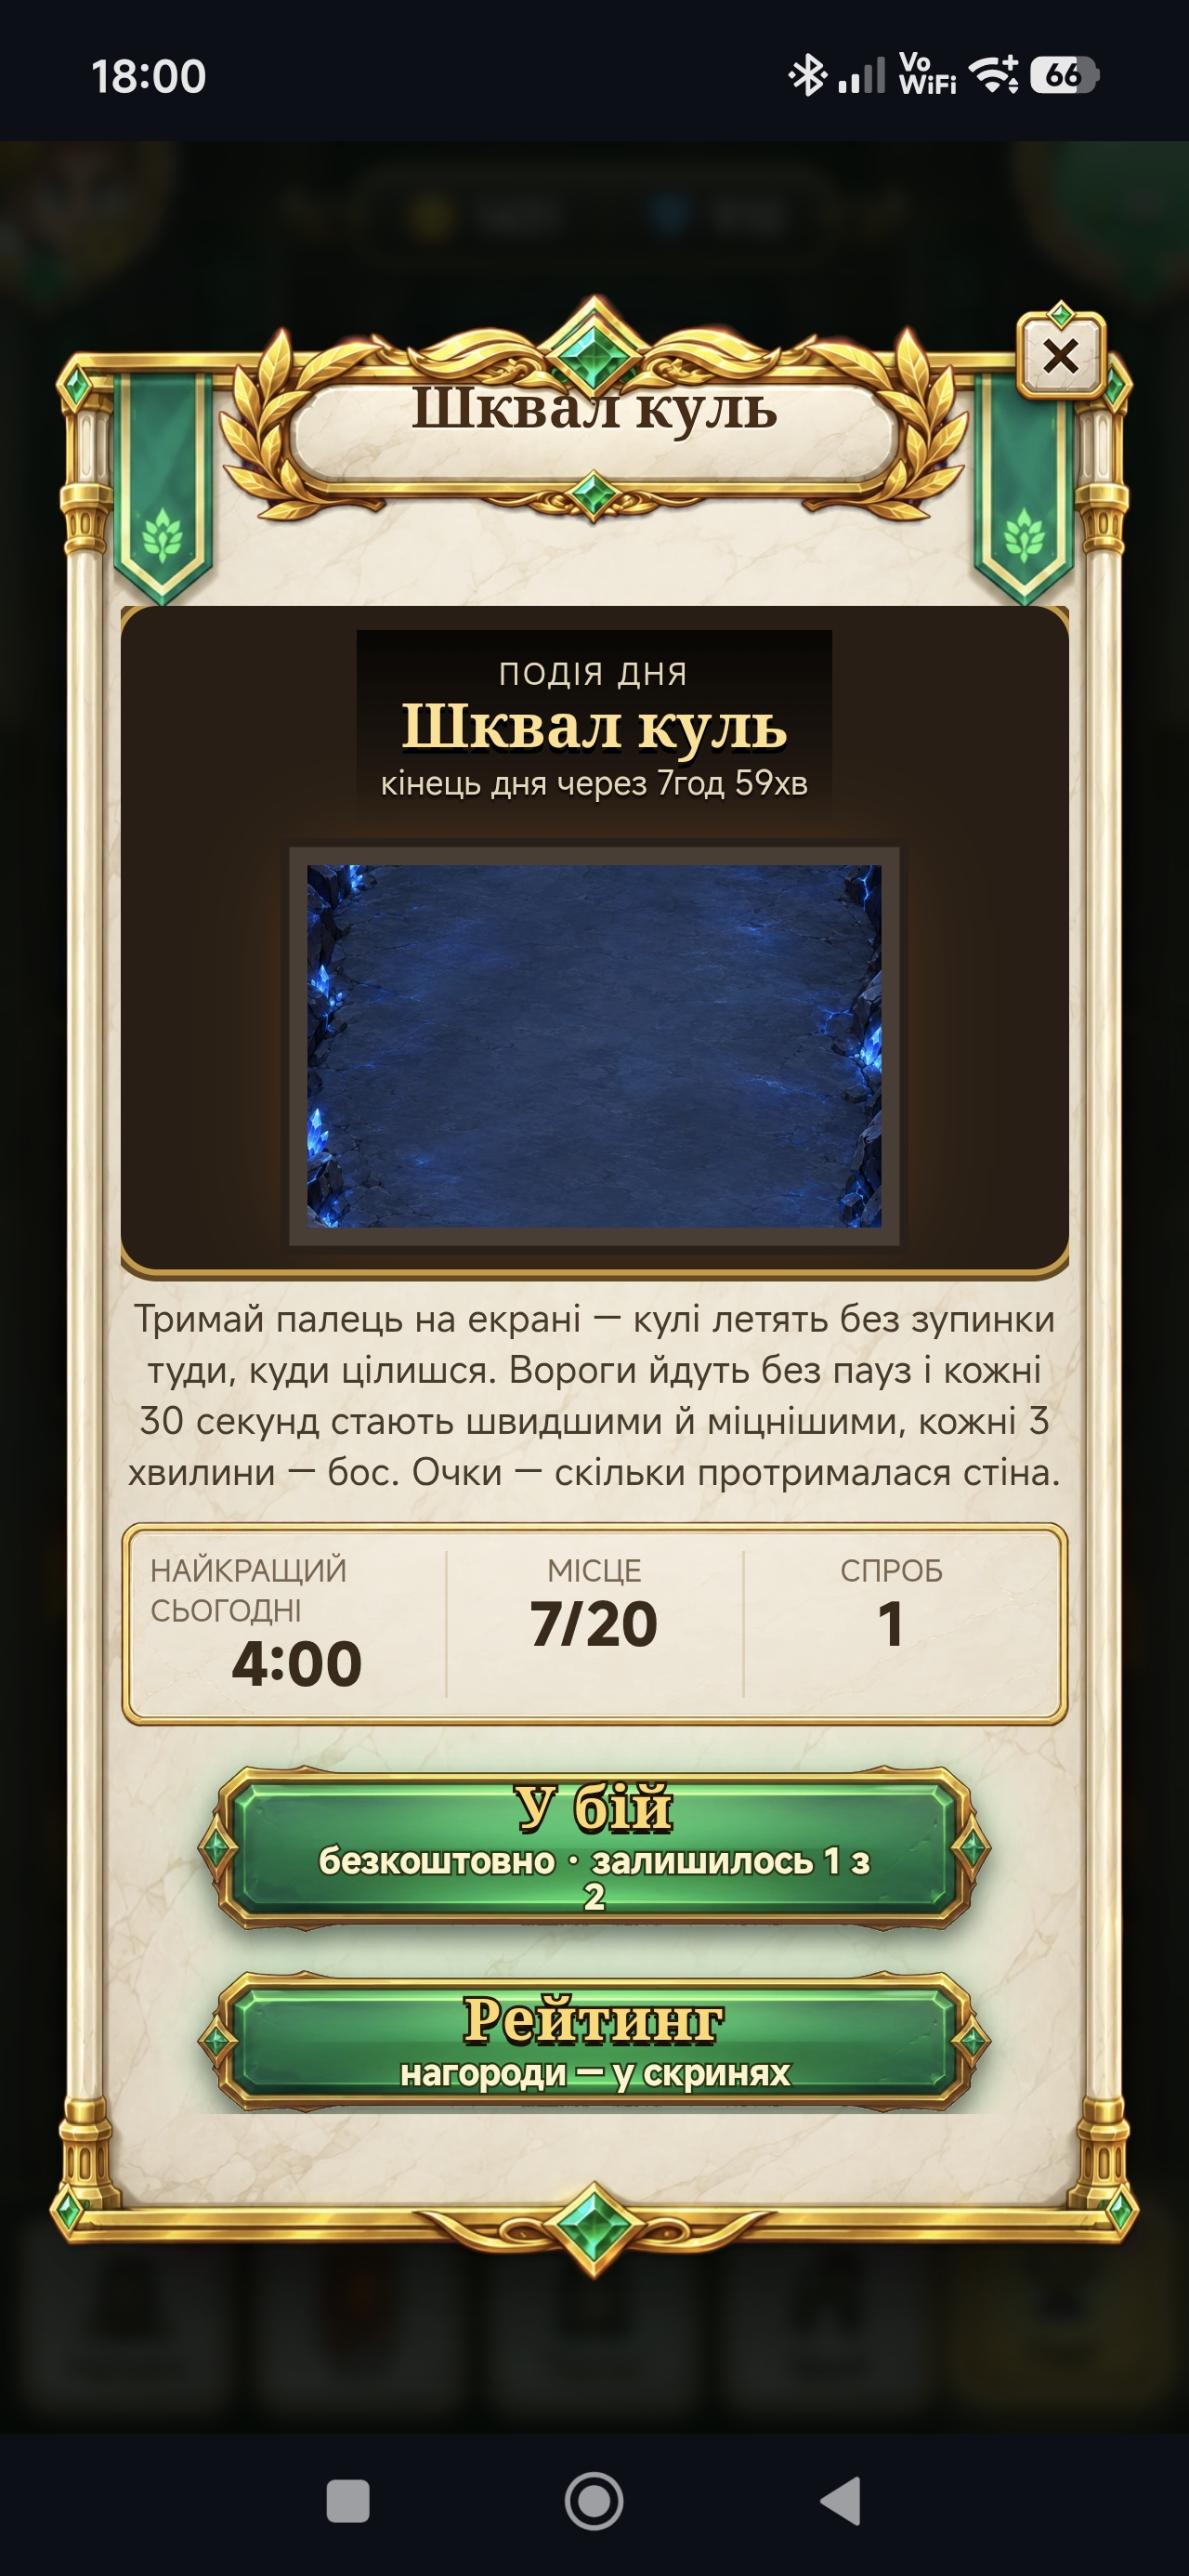 18:00
Vo
WiFi
66
Шквал куль
ПОДІЯ ДНЯ
Шквал куль
кінець дня через 7год 59хв
Тримай палець на екрані — кулі летять без зупинки
туди, куди цілишся. Вороги йдуть без пауз і кожні
30 секунд стають швидшими й міцнішими, кожні 3
хвилини — бос. Очки — скільки протрималася стіна.
НАЙКРАЩИЙ
СЬОГОДНІ
4:00
МІСЦЕ
7/20
СПРОБ
1
У бій
безкоштовно · залишилось 1 з
2
Рейтинг
нагороди — у скринях